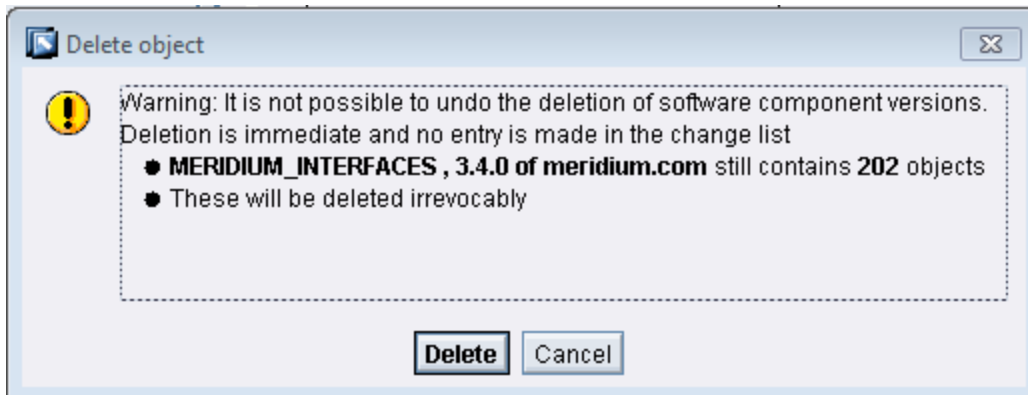 Delete object
Warning: It is not possible to undo the deletion of software component versions.
Deletion is immediate and no entry is made in the change list
● MERIDIUM_INTERFACES , 3.4.0 of meridium.com still contains 202 objects
● These will be deleted irrevocably
Delete Cancel